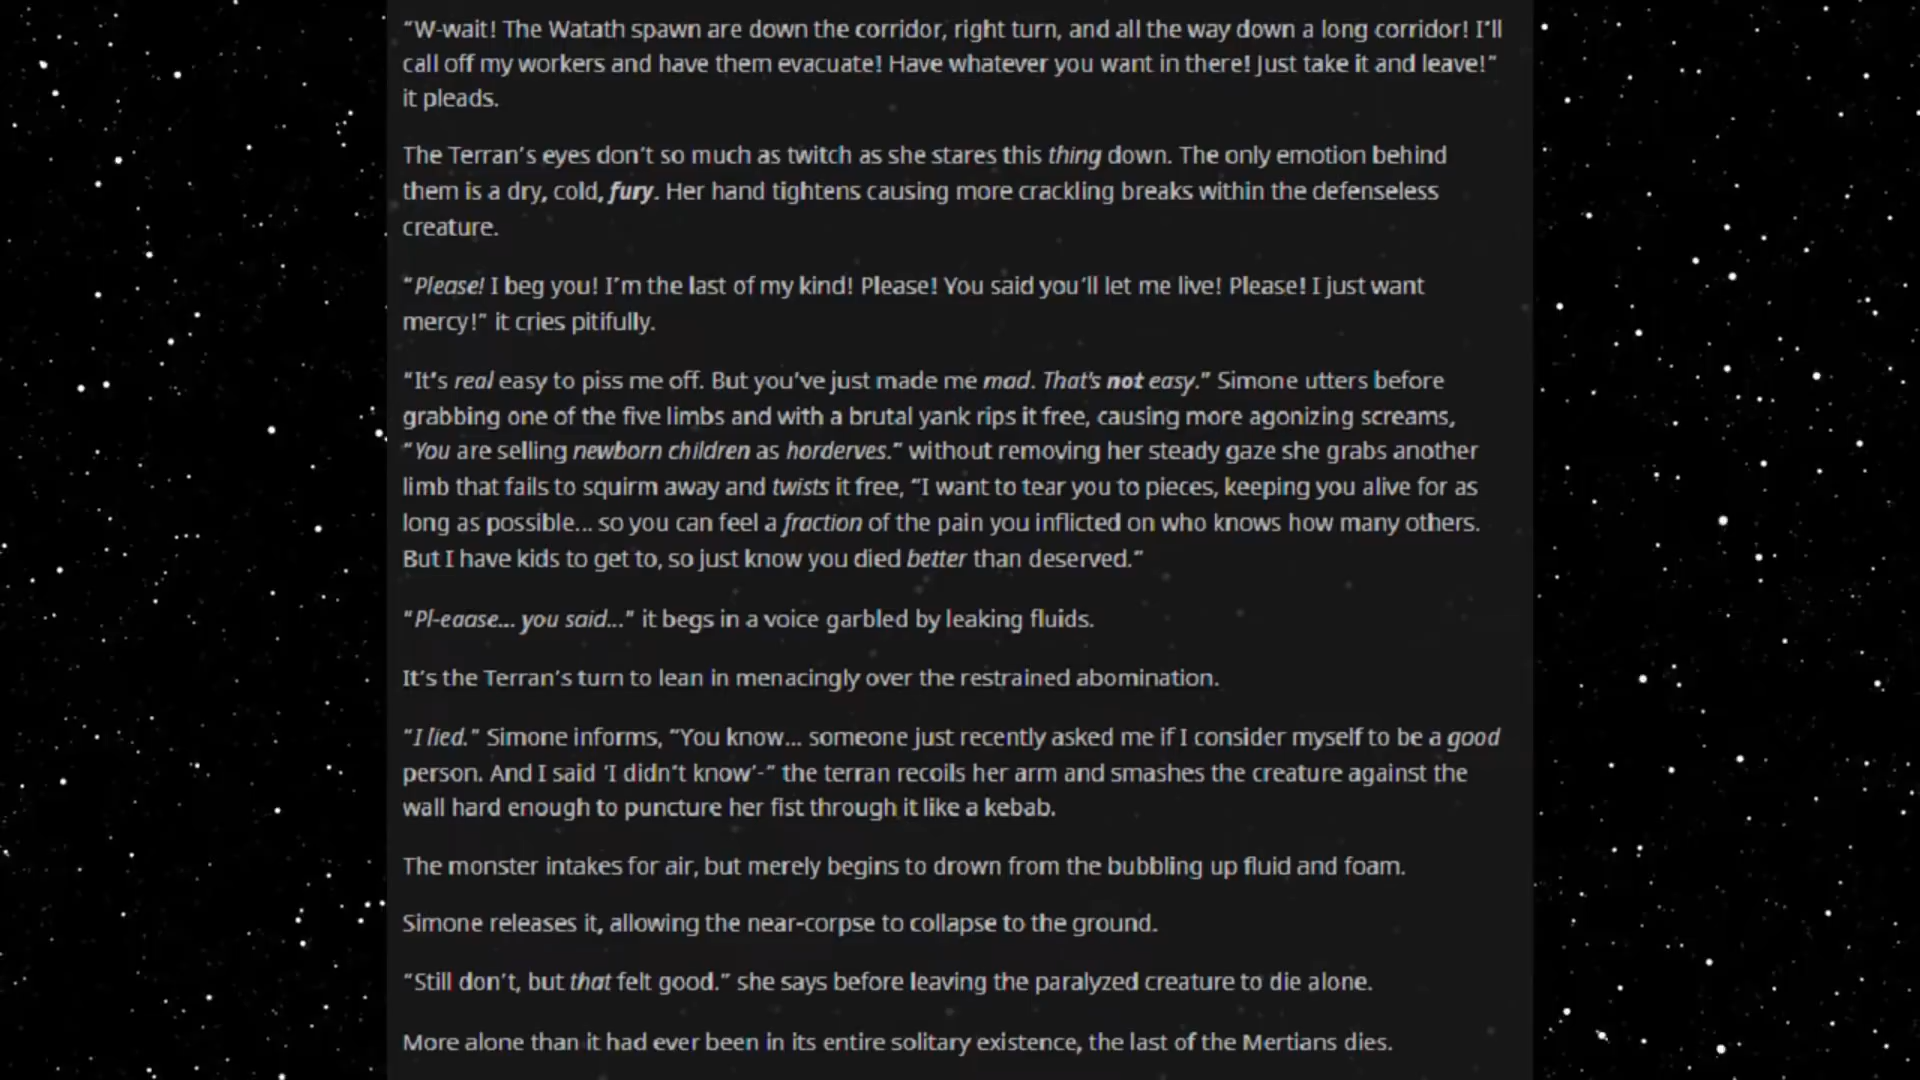 “W-wait! The Watath spawn are down the corridor, right turn, and all the way down a long corridor! I’ll
call off my workers and have them evacuate! Have whatever you want in there! Just take it and leave!”
it pleads.
The Terran’s eyes don’t so much as twitch as she stares this thing down. The only emotion behind
them is a dry, cold, fury. Her hand tightens causing more crackling breaks within the defenseless
creature.
“Please! I beg you! I’m the last of my kind! Please! You said you’ll let me live! Please! I just want
mercy!” it cries pitifully.
“It’s real easy to piss me off. But you’ve just made me mad. That’s not easy.” Simone utters before
grabbing one of the five limbs and with a brutal yank rips it free, causing more agonizing screams,
“You are selling newborn children as horderves.” without removing her steady gaze she grabs another
limb that fails to squirm away and twists it free, “I want to tear you to pieces, keeping you alive for as
long as possible... so you can feel a fraction of the pain you inflicted on who knows how many others.
But I have kids to get to, so just know you died better than deserved.”
“Pl-eaase... you said...” it begs in a voice garbled by leaking fluids.
It’s the Terran’s turn to lean in menacingly over the restrained abomination.
“I lied.” Simone informs, “You know... someone just recently asked me if I consider myself to be a good
person. And I said ‘I didn’t know’-” the terran recoils her arm and smashes the creature against the
wall hard enough to puncture her fist through it like a kebab.
The monster intakes for air, but merely begins to drown from the bubbling up fluid and foam.
Simone releases it, allowing the near-corpse to collapse to the ground.
“Still don’t, but that felt good.” she says before leaving the paralyzed creature to die alone.
More alone than it had ever been in its entire solitary existence, the last of the Mertians dies.